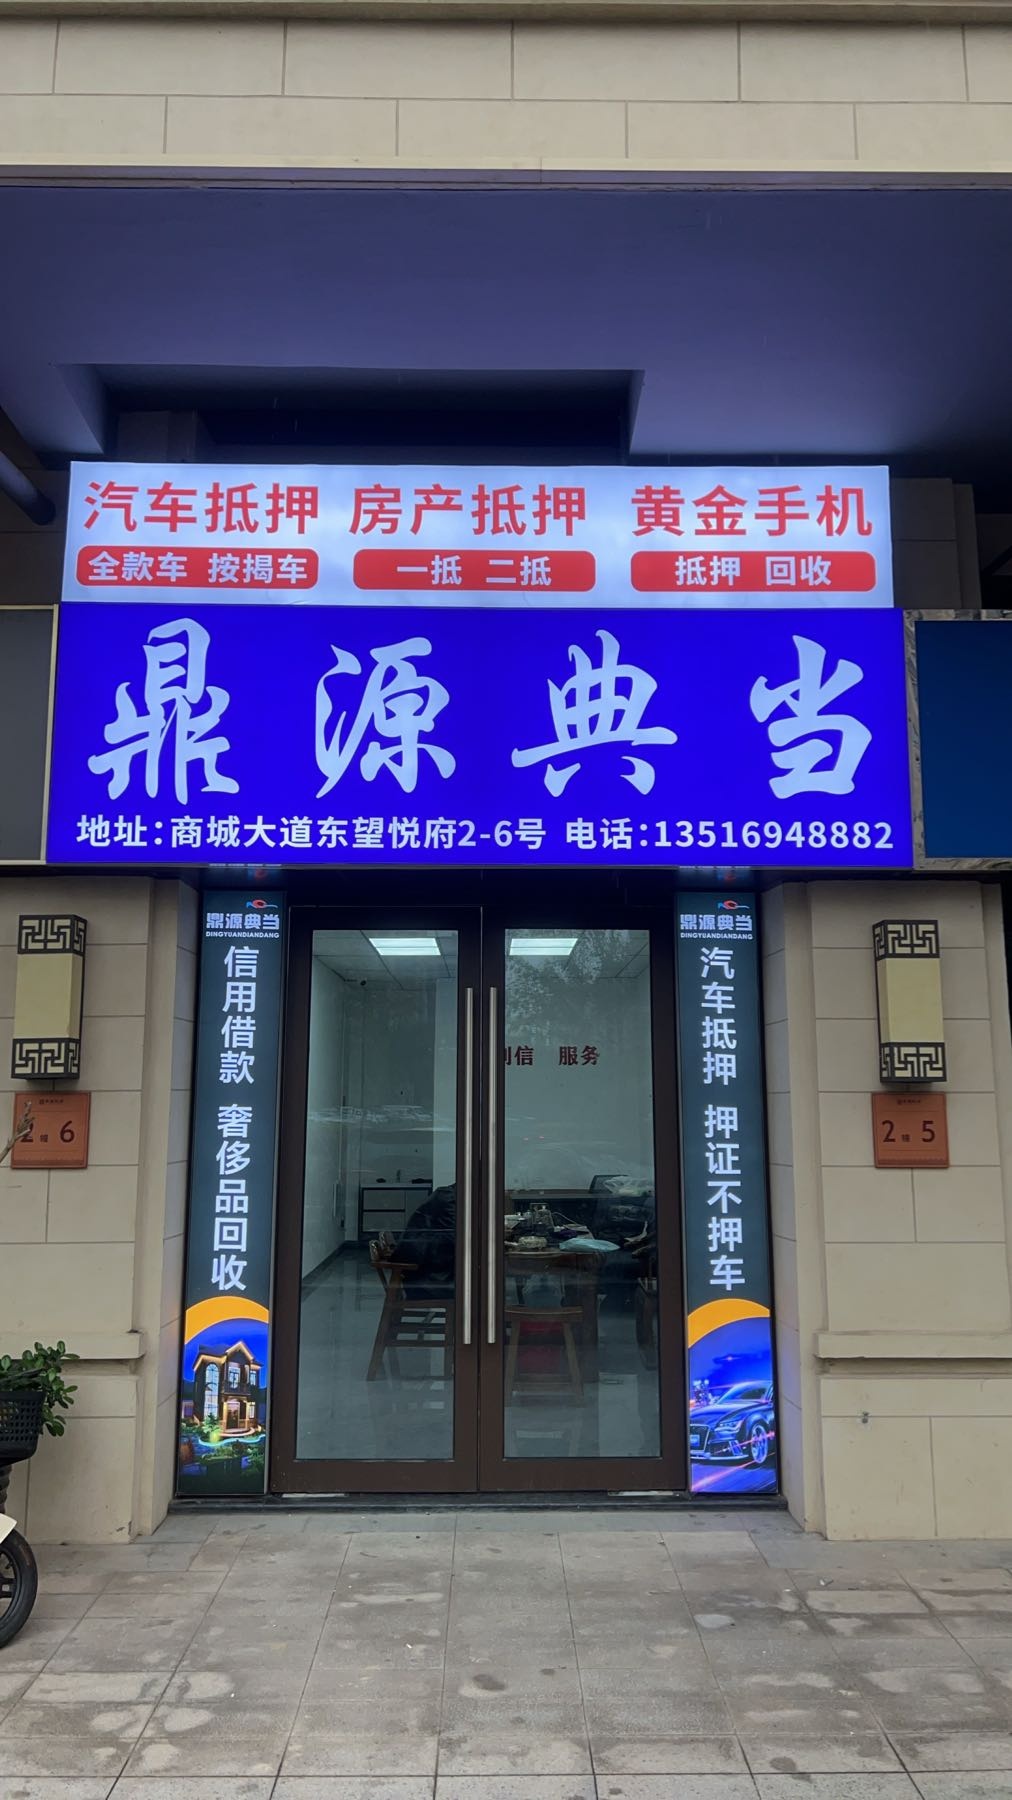 汽车抵押 房产抵押 黄金手机
全款车 按揭车 一抵 二抵 抵押 回收
鼎源典当
地址:商城大道东望悦府2-6号 电话:13516948882
鼎源典当
DINGYUANDIANDANG
信用借款 奢侈品回收
鼎源典当
DINGYUANDIANDANG
汽车抵押 押证不押车
信 服务
2幢6
2幢5